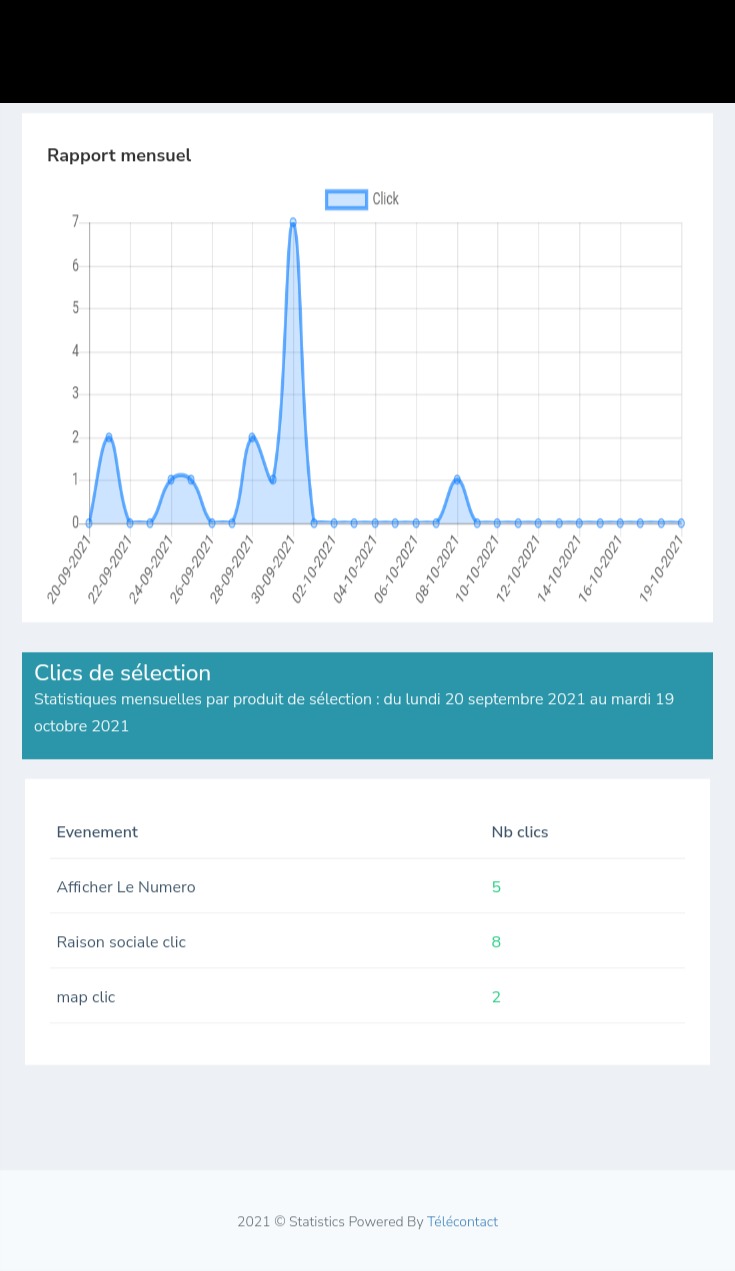 Rapport mensuel
Click
7
6
5
4
3
2
1
0
20-09-2021
22-09-2021
24-09-2021
26-09-2021
28-09-2021
30-09-2021
02-10-2021
04-10-2021
06-10-2021
08-10-2021
10-10-2021
12-10-2021
14-10-2021
16-10-2021
19-10-2021
Clics de sélection
Statistiques mensuelles par produit de sélection : du lundi 20 septembre 2021 au mardi 19
octobre 2021
Evenement Nb clics
Afficher Le Numero 5
Raison sociale clic 8
map clic 2
2021 © Statistics Powered By Télécontact